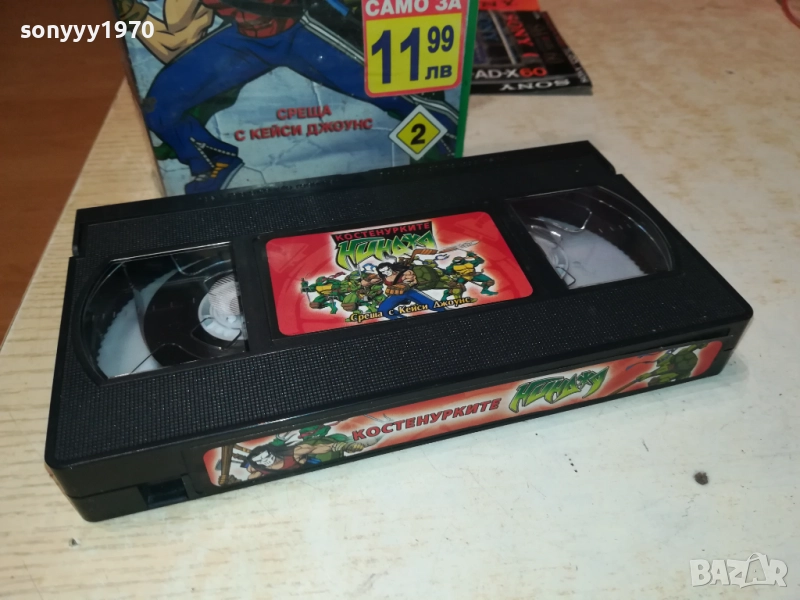 sonyyy1970
САМО ЗА
11 99
ЛВ
СРЕЩА
С КЕЙСИ ДЖОУНС
2
SONY
AD-X60
SONY
КОСТЕНУРКИТЕ
НИНДЖА
„Среща с Кейси Джоунс“
КОСТЕНУРКИТЕ НИНДЖА
BAZAR